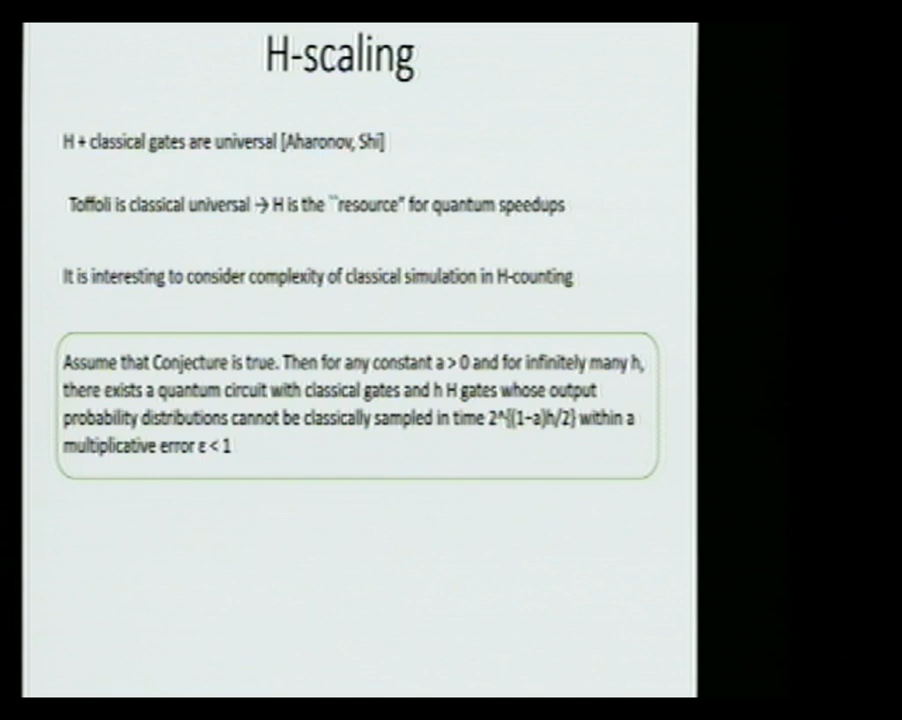 H-scaling
H + classical gates are universal [Aharonov, Shi]
Toffoli is classical universal → H is the ``resource" for quantum speedups
It is interesting to consider complexity of classical simulation in H-counting
Assume that Conjecture is true. Then for any constant a > 0 and for infinitely many h,
there exists a quantum circuit with classical gates and h H gates whose output
probability distributions cannot be classically sampled in time 2^{(1-a)h/2} within a
multiplicative error ε < 1